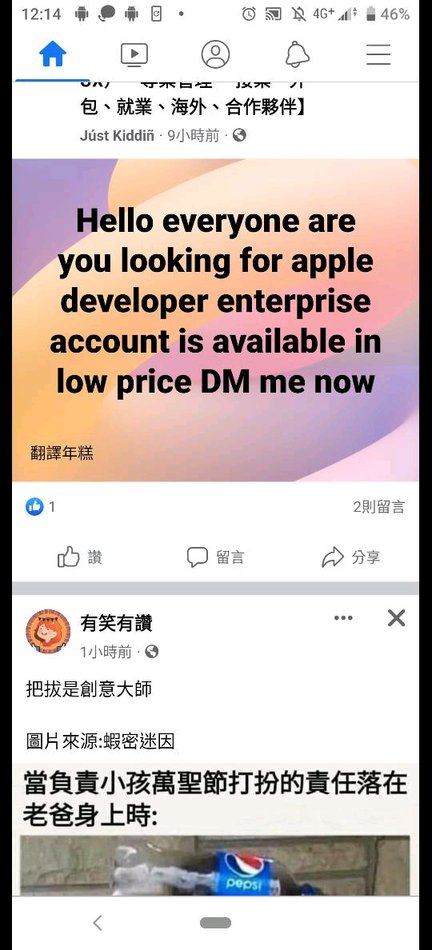 12:14
4G+
46%
包、就業、海外、合作夥伴】
Júst Kiddiñ · 9小時前 ·
Hello everyone are
you looking for apple
developer enterprise
account is available in
low price DM me now
翻譯年糕
1
2則留言
讚
留言
分享
有笑有讚
1小時前 ·
把拔是創意大師
圖片來源:蝦密迷因
當負責小孩萬聖節打扮的責任落在
老爸身上時:
pepsi